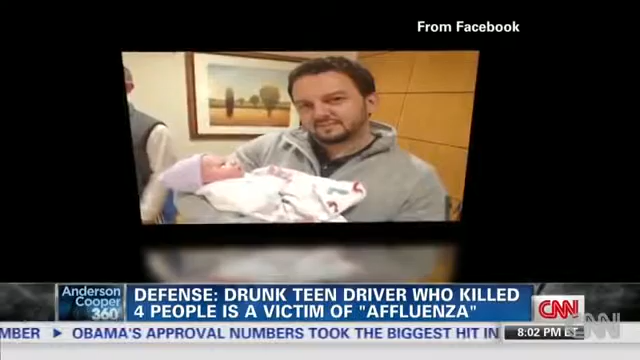 From Facebook
Anderson
Cooper
360°
DEFENSE: DRUNK TEEN DRIVER WHO KILLED
4 PEOPLE IS A VICTIM OF "AFFLUENZA"
CNN
MBER ▶ OBAMA'S APPROVAL NUMBERS TOOK THE BIGGEST HIT IN
8:02 PM ET
CNN